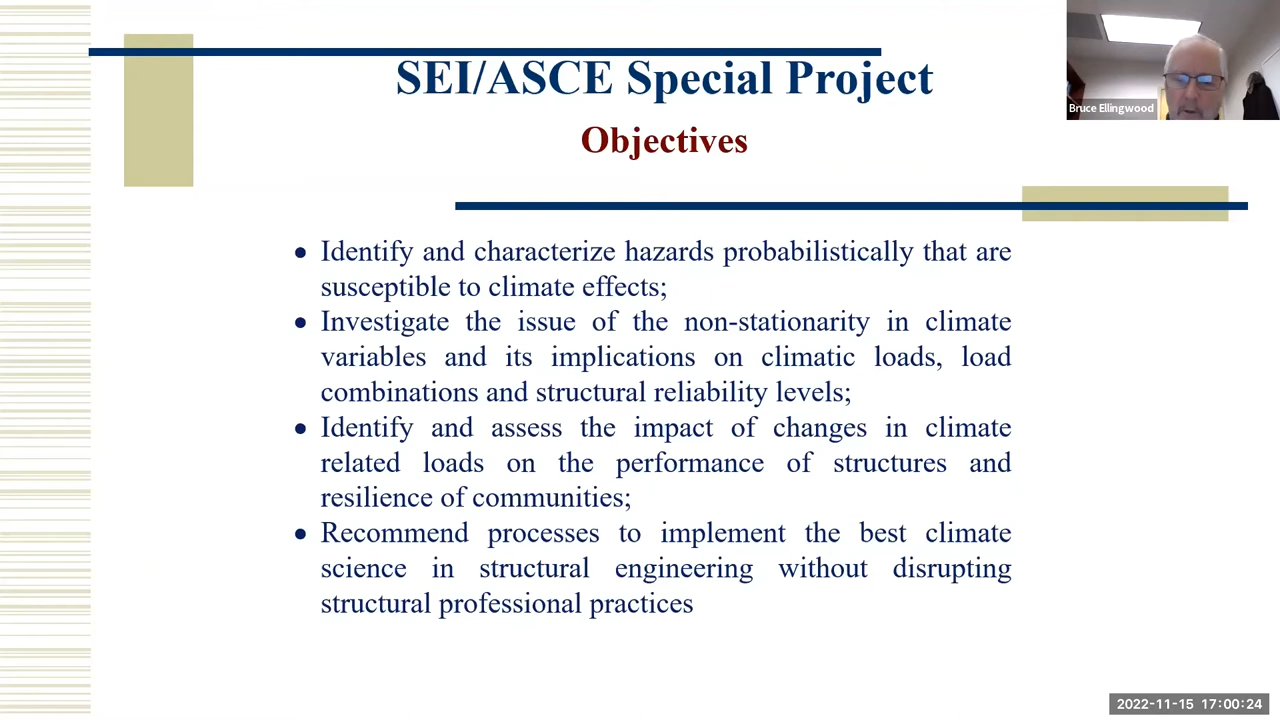 SEI/ASCE Special Project
Bruce Ellingwood
Objectives
• Identify and characterize hazards probabilistically that are
susceptible to climate effects;
• Investigate the issue of the non-stationarity in climate
variables and its implications on climatic loads, load
combinations and structural reliability levels;
• Identify and assess the impact of changes in climate
related loads on the performance of structures and
resilience of communities;
• Recommend processes to implement the best climate
science in structural engineering without disrupting
structural professional practices
2022-11-15 17:00:24